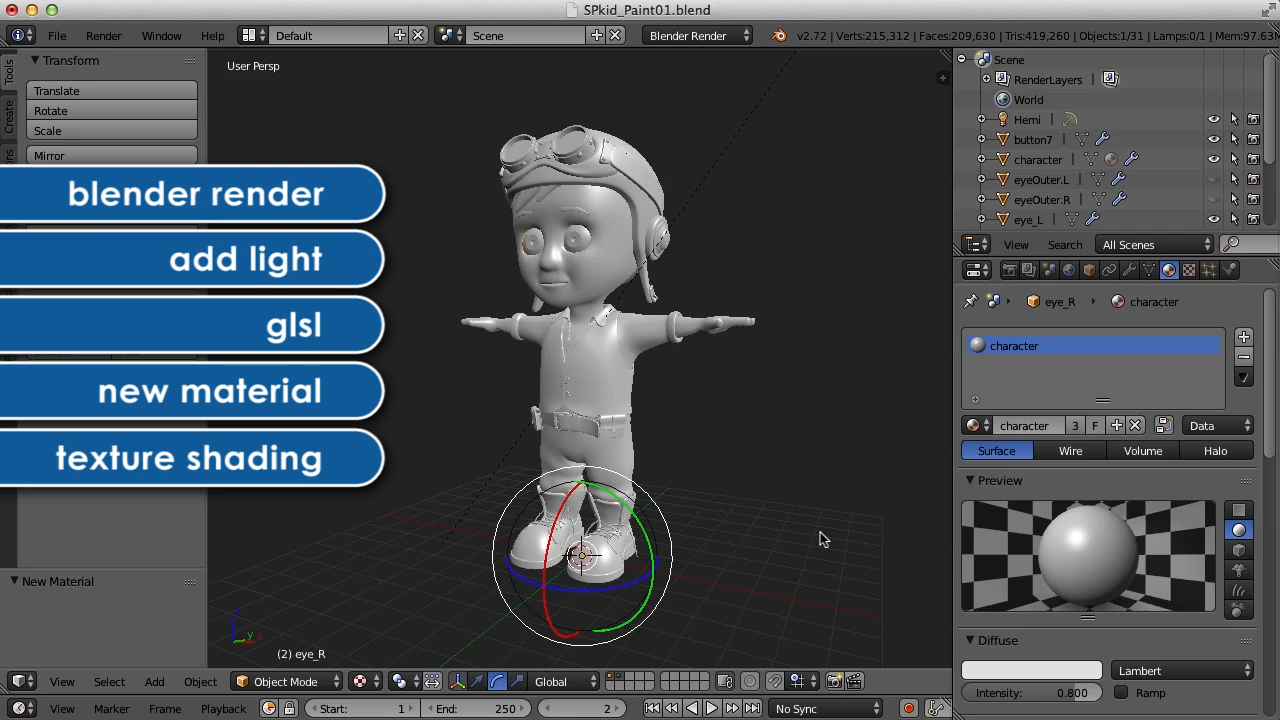 SPkid_Paint01.blend
File Render Window Help Default Scene Blender Render v2.72 | Verts:215,312 | Faces:209,630 | Tris:419,260 | Objects:1/31 | Lamps:0/1 | Mem:97.63M
Tools
Create
Transform
Translate
Rotate
Scale
Mirror
blender render
add light
glsl
new material
texture shading
New Material
User Persp
(2) eye_R
Scene
RenderLayers
World
Hemi
button7
character
eyeOuter.L
eyeOuter.R
eye_L
View Search All Scenes
eye_R character
character
character 3 F Data
Surface Wire Volume Halo
Preview
Diffuse
Lambert
Intensity: 0.800 Ramp
View Select Add Object Object Mode Global
View Marker Frame Playback Start: 1 End: 250 2 No Sync